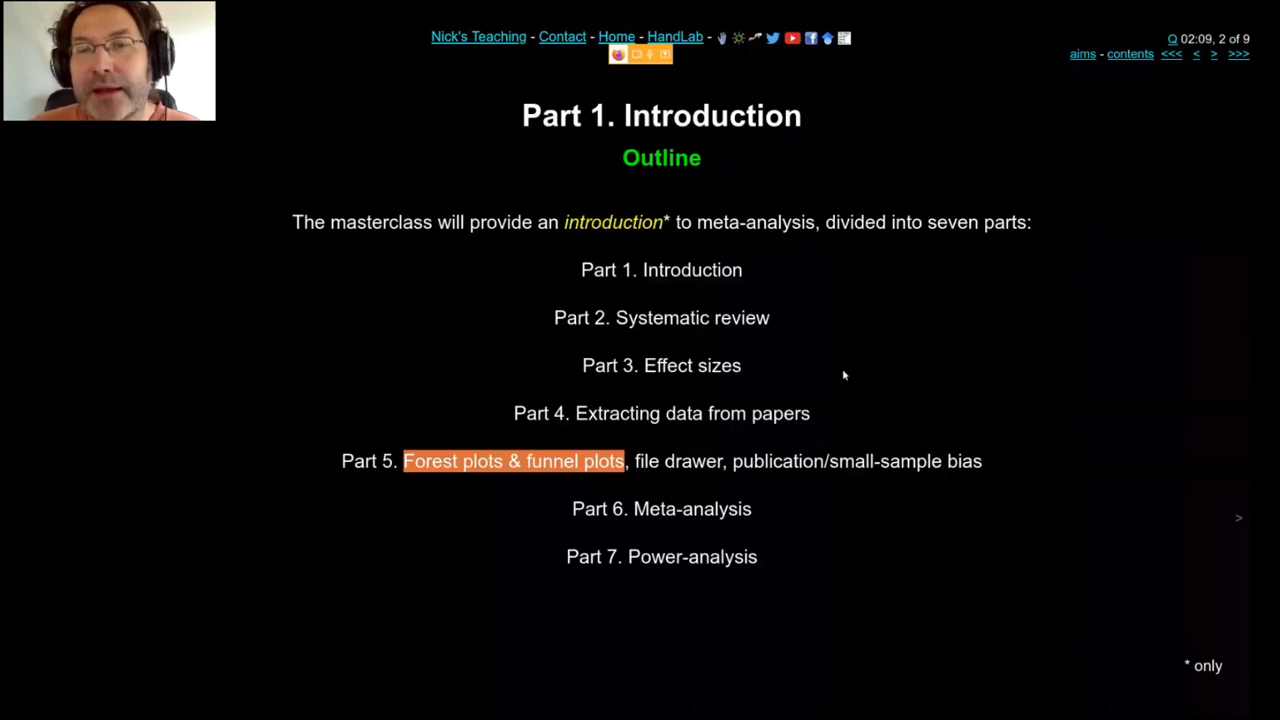 Nick's Teaching - Contact - Home - HandLab -
Q 02:09, 2 of 9
aims - contents <<< < > >>>
Part 1. Introduction
Outline
The masterclass will provide an introduction* to meta-analysis, divided into seven parts:
Part 1. Introduction
Part 2. Systematic review
Part 3. Effect sizes
Part 4. Extracting data from papers
Part 5. Forest plots & funnel plots, file drawer, publication/small-sample bias
Part 6. Meta-analysis
>
Part 7. Power-analysis
* only